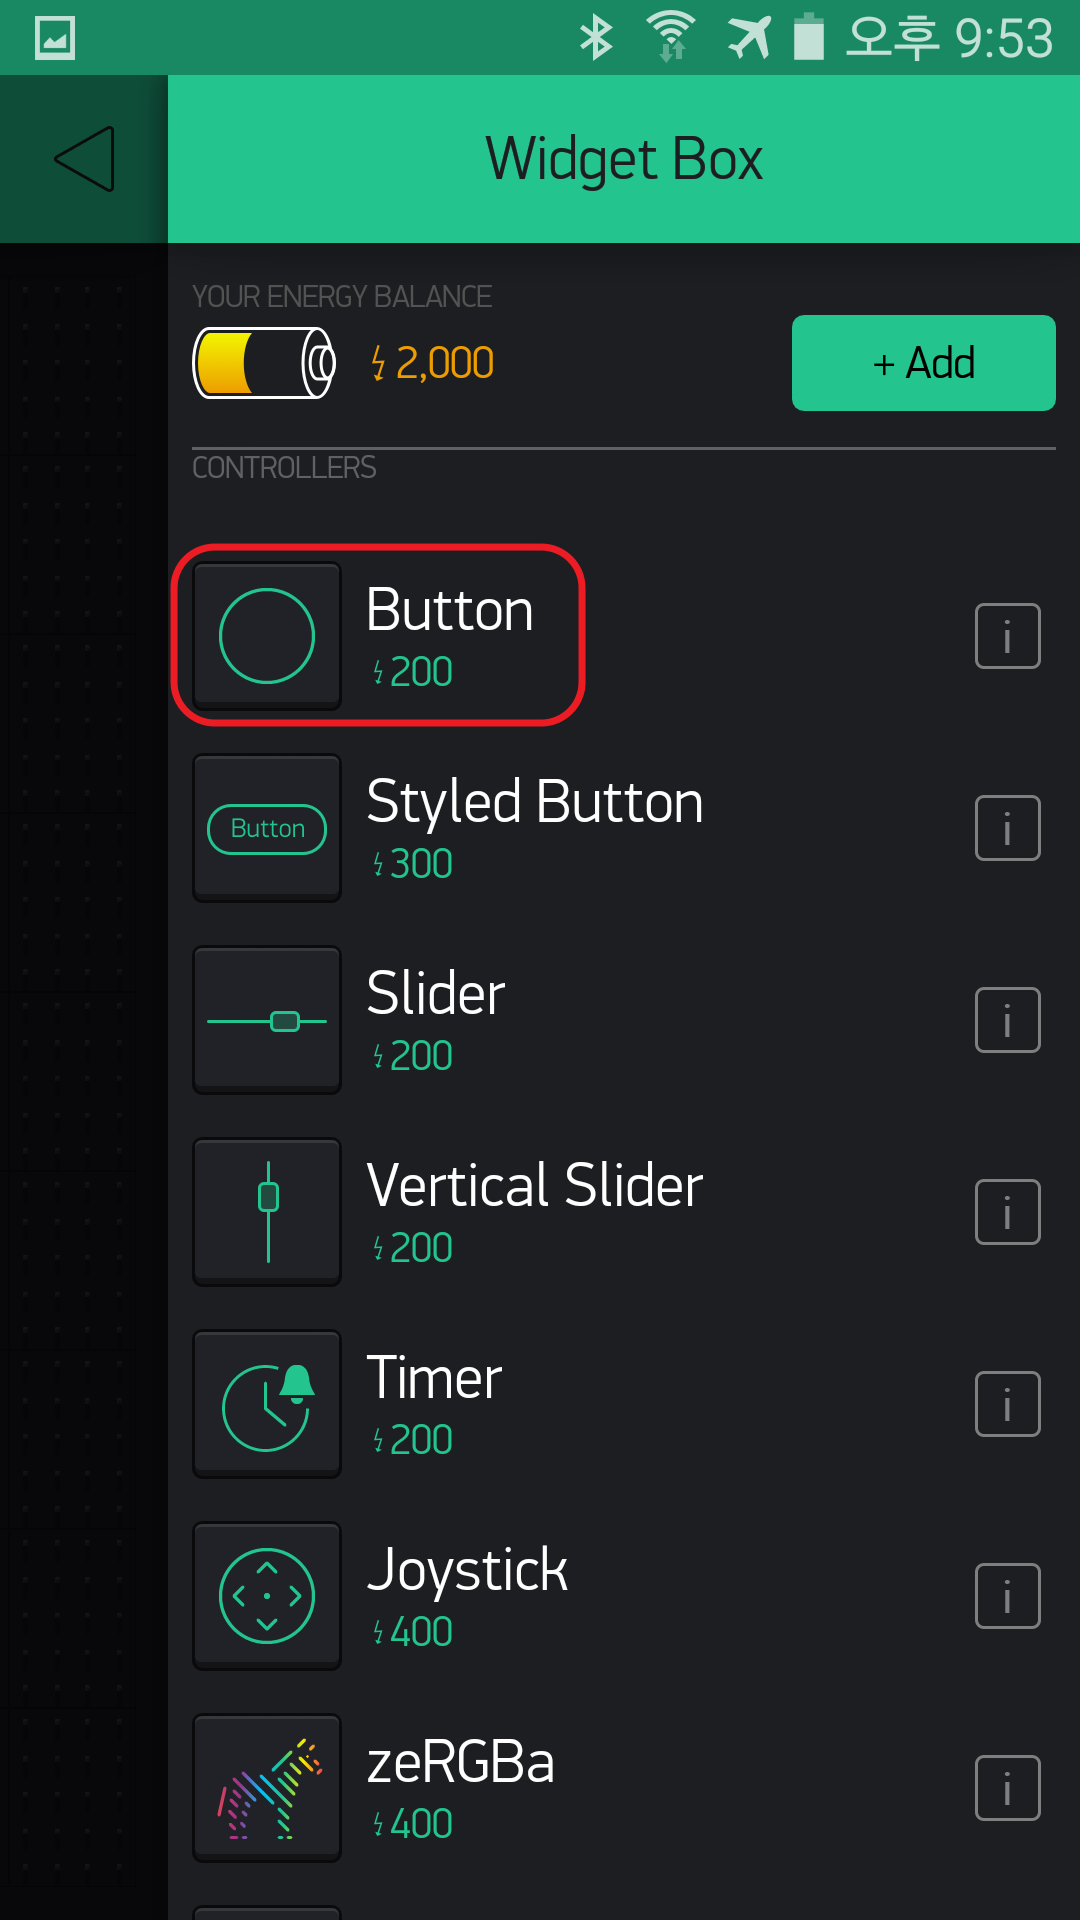 오후 9:53
Widget Box
YOUR ENERGY BALANCE
2,000
+ Add
CONTROLLERS
Button
200
i
Button
Styled Button
300
i
Slider
200
i
Vertical Slider
200
i
Timer
200
i
Joystick
400
i
zeRGBa
400
i